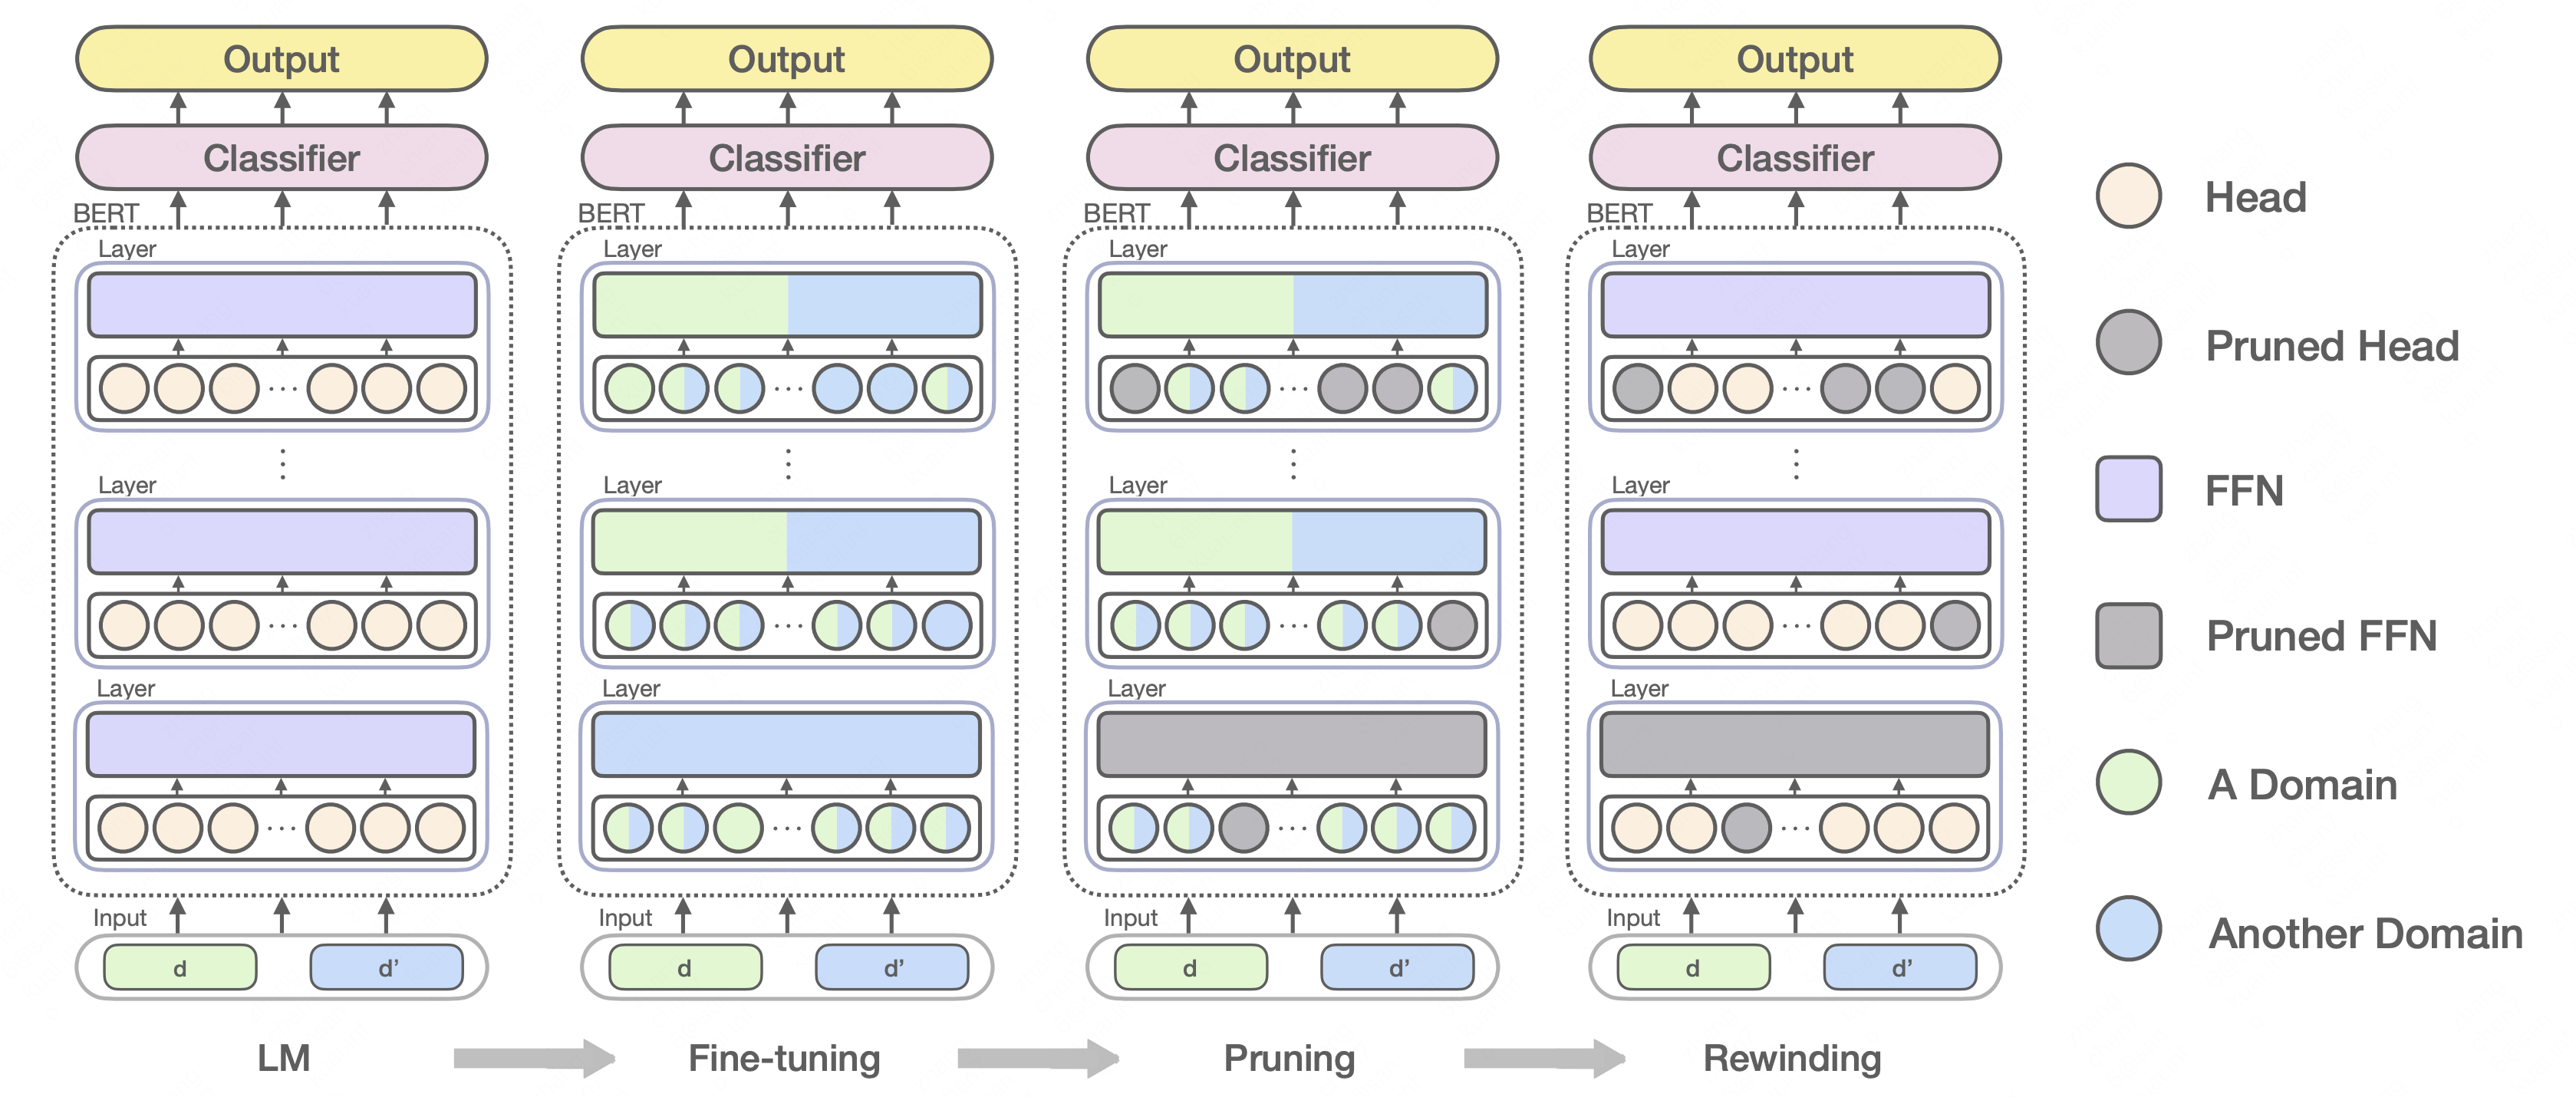 Output
Classifier
BERT
Layer
...
⋮
Layer
...
Layer
...
Input
d
d’
LM
Output
Classifier
BERT
Layer
...
⋮
Layer
...
Layer
...
Input
d
d’
Fine-tuning
Output
Classifier
BERT
Layer
...
⋮
Layer
...
Layer
...
Input
d
d’
Pruning
Output
Classifier
BERT
Layer
...
⋮
Layer
...
Layer
...
Input
d
d’
Rewinding
Head
Pruned Head
FFN
Pruned FFN
A Domain
Another Domain